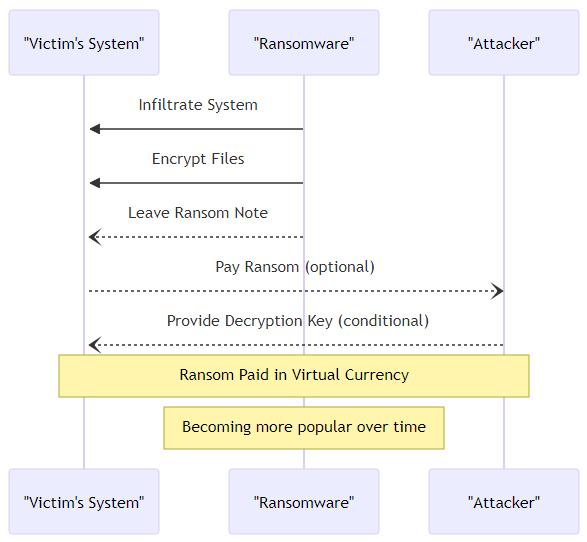 "Victim's System"
"Ransomware"
"Attacker"
Infiltrate System
Encrypt Files
Leave Ransom Note
Pay Ransom (optional)
Provide Decryption Key (conditional)
Ransom Paid in Virtual Currency
Becoming more popular over time
"Victim's System"
"Ransomware"
"Attacker"